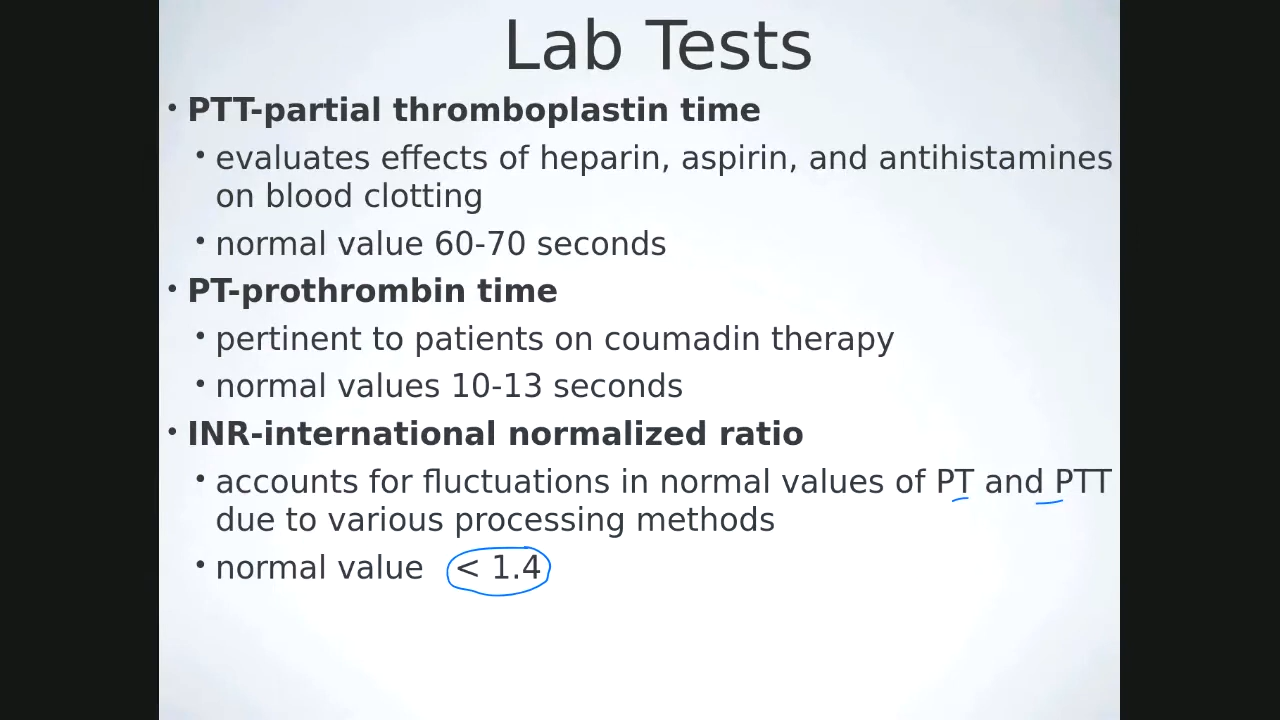 Lab Tests
• PTT-partial thromboplastin time
• evaluates effects of heparin, aspirin, and antihistamines
on blood clotting
• normal value 60-70 seconds
• PT-prothrombin time
• pertinent to patients on coumadin therapy
• normal values 10-13 seconds
• INR-international normalized ratio
• accounts for fluctuations in normal values of PT and PTT
due to various processing methods
• normal value < 1.4